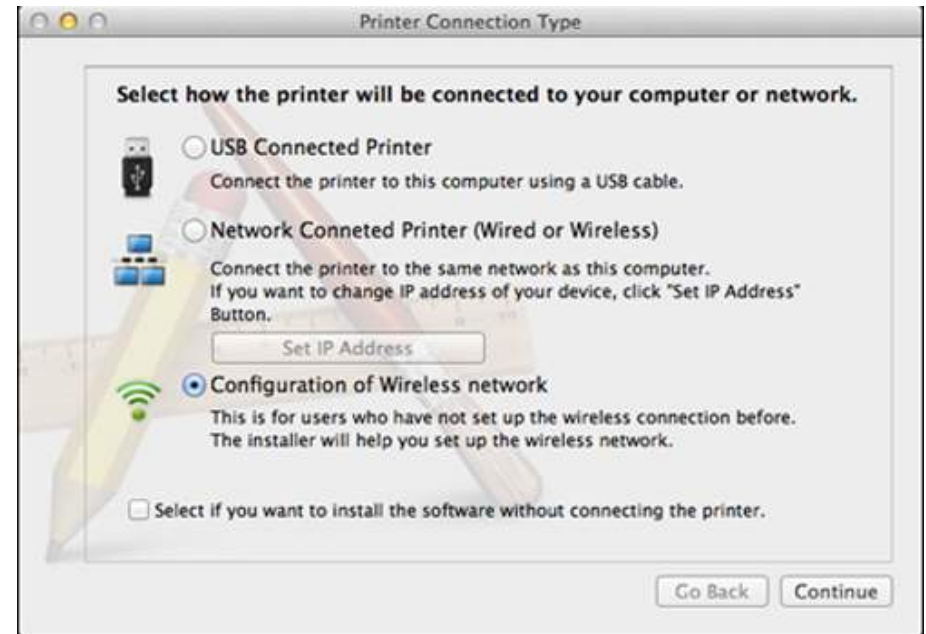 Printer Connection Type
Select how the printer will be connected to your computer or network.
USB Connected Printer
Connect the printer to this computer using a USB cable.
Network Conneted Printer (Wired or Wireless)
Connect the printer to the same network as this computer.
If you want to change IP address of your device, click "Set IP Address"
Button.
Set IP Address
Configuration of Wireless network
This is for users who have not set up the wireless connection before.
The installer will help you set up the wireless network.
Select if you want to install the software without connecting the printer.
Go Back Continue